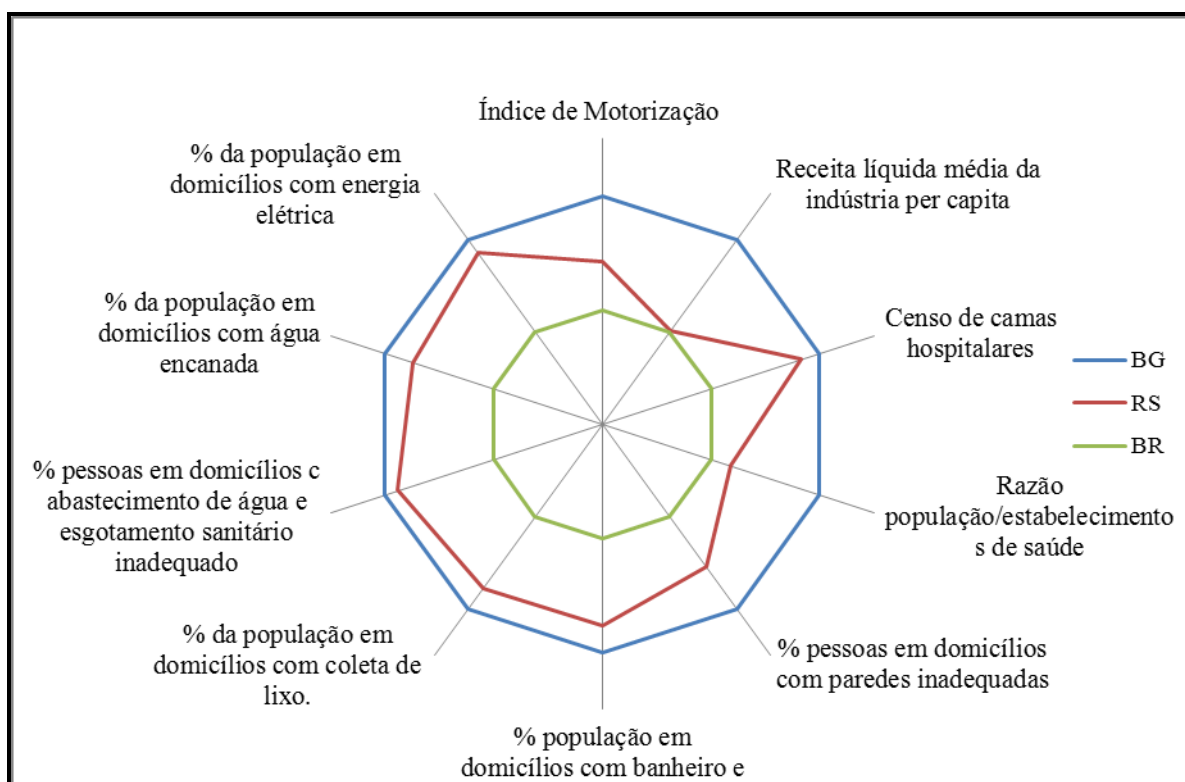 Índice de Motorização
Receita líquida média da
indústria per capita
Censo de camas
hospitalares
Razão
população/estabelecimento
s de saúde
% pessoas em domicílios
com paredes inadequadas
% população em
domicílios com banheiro e
% da população em
domicílios com coleta de
lixo.
% pessoas em domicílios c
abastecimento de água e
esgotamento sanitário
inadequado
% da população em
domicílios com água
encanada
% da população em
domicílios com energia
elétrica
BG
RS
BR